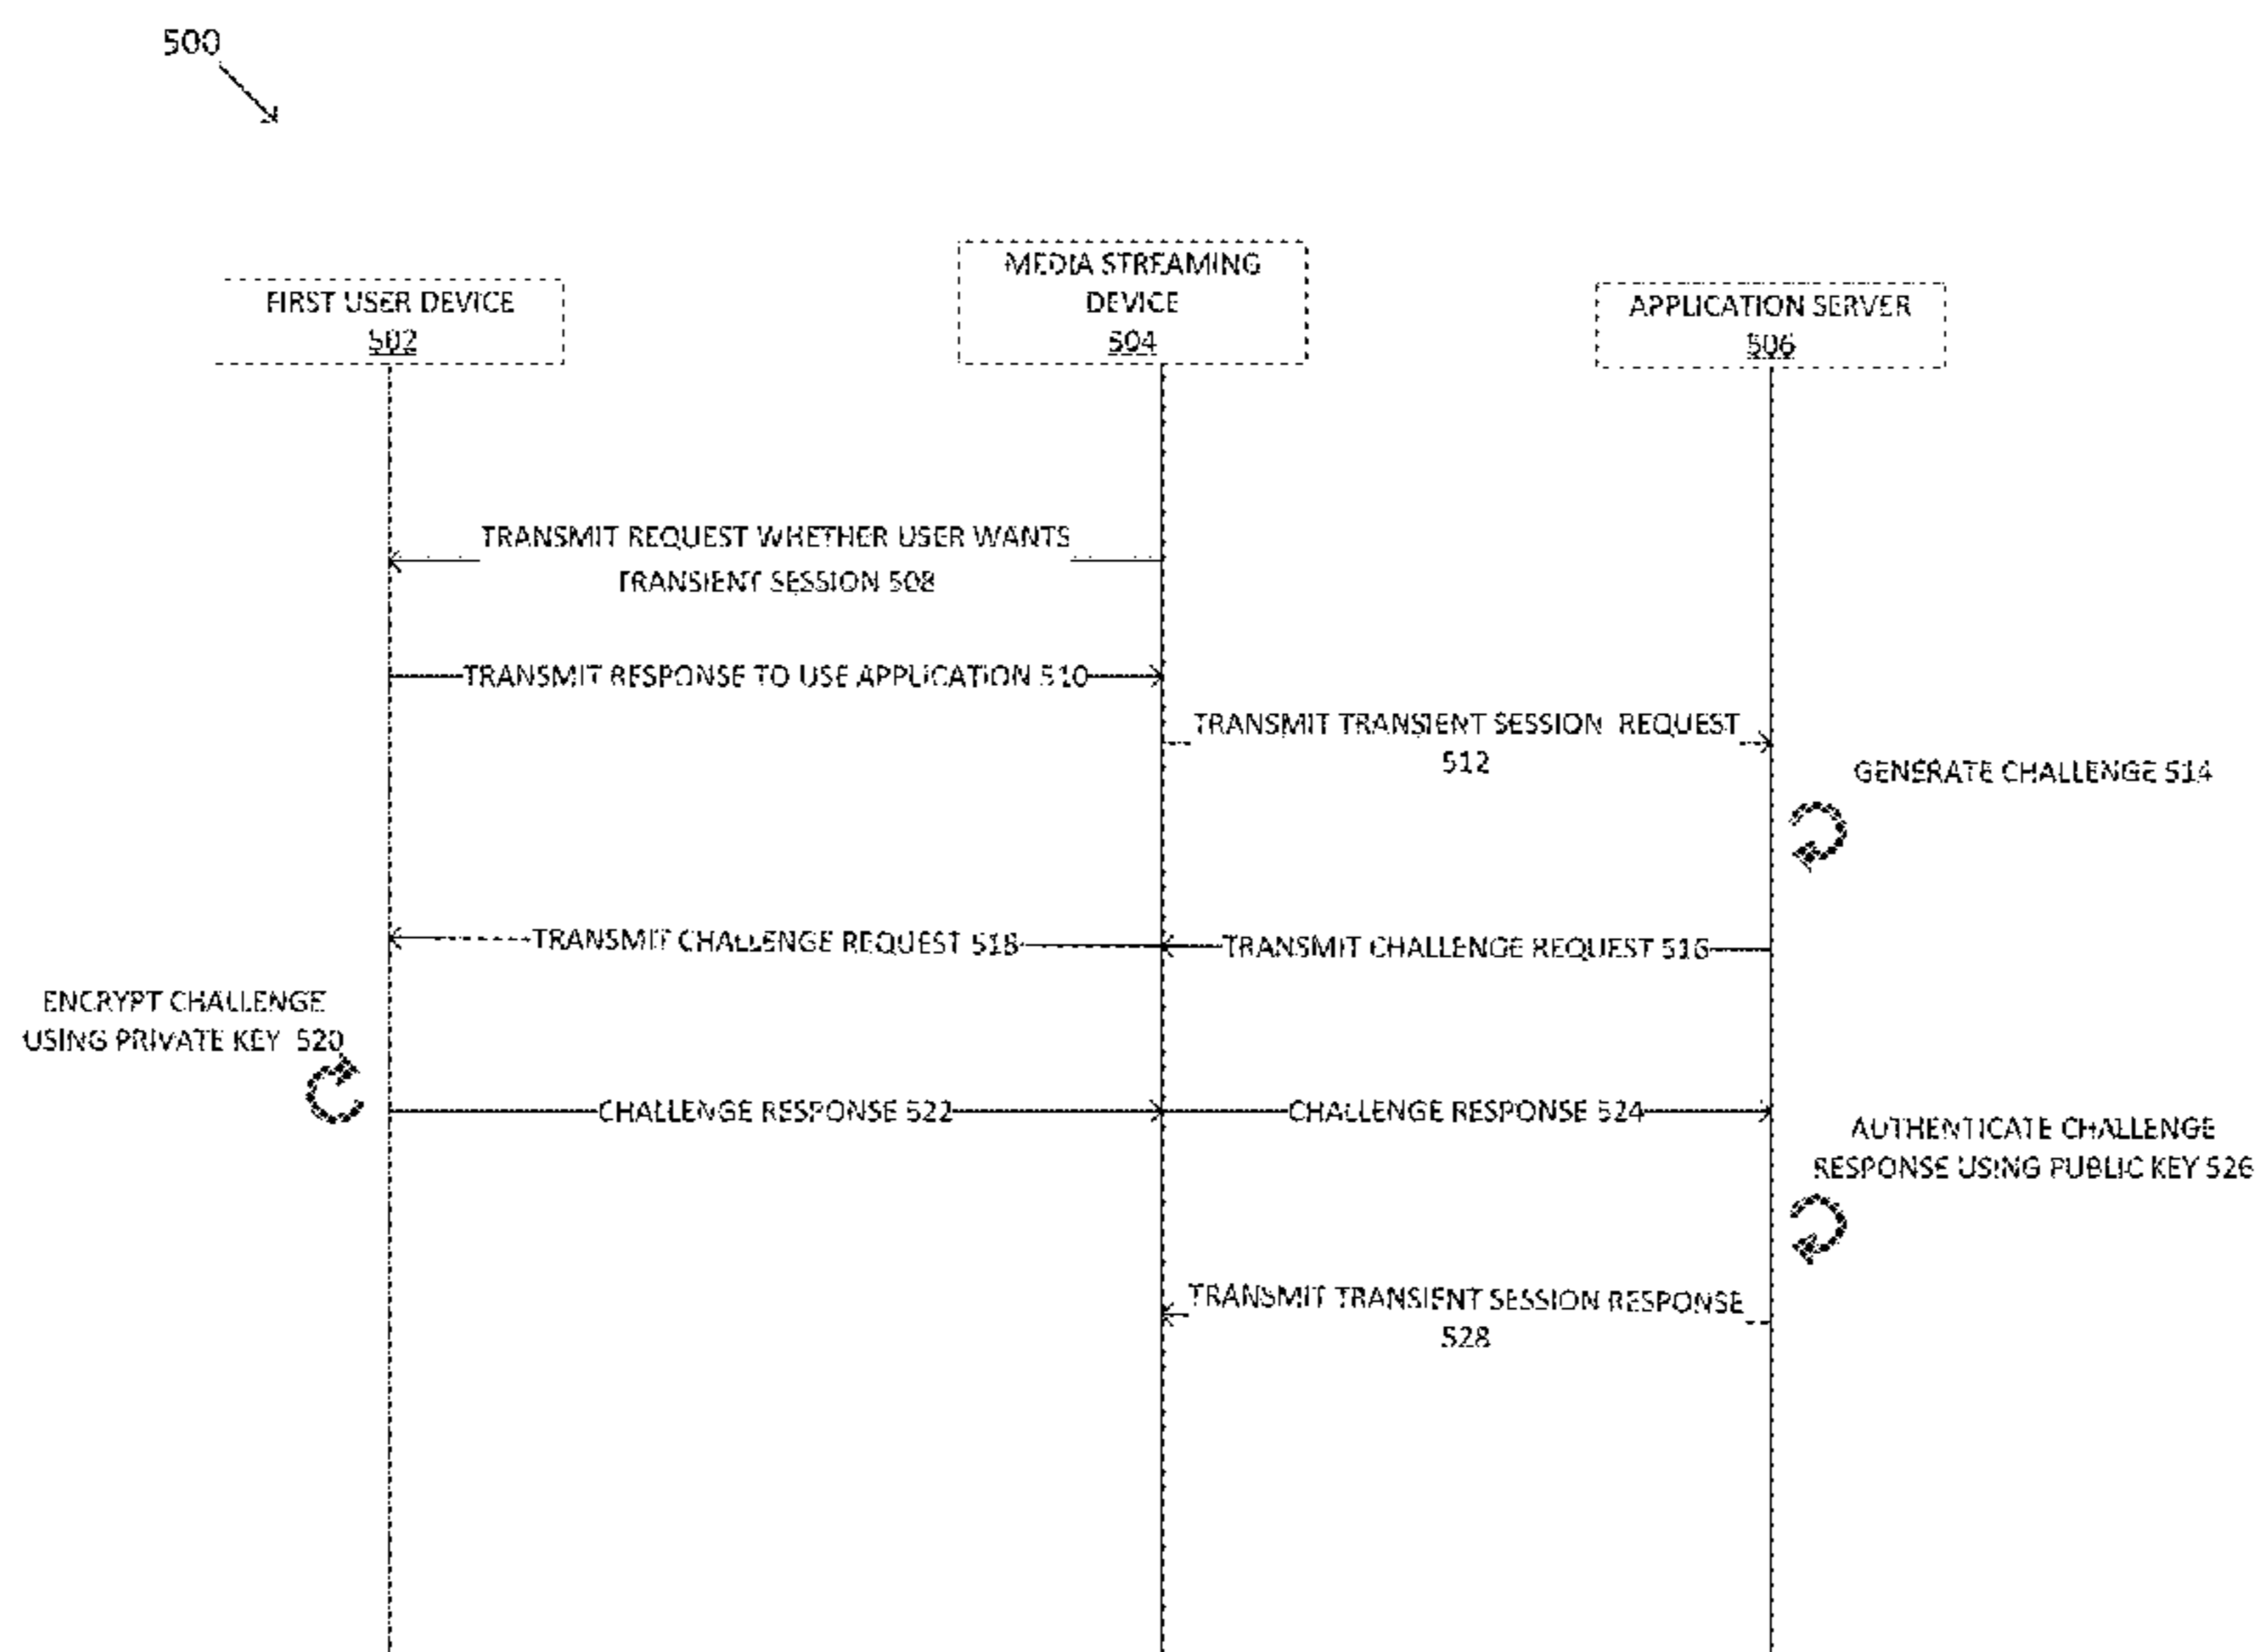 500
FIRST USER DEVICE
502
MEDIA STREAMING
DEVICE
504
APPLICATION SERVER
506
TRANSMIT REQUEST WHETHER USER WANTS
TRANSIENT SESSION 508
TRANSMIT RESPONSE TO USE APPLICATION 510
TRANSMIT TRANSIENT SESSION REQUEST
512
GENERATE CHALLENGE 514
TRANSMIT CHALLENGE REQUEST 518
TRANSMIT CHALLENGE REQUEST 516
ENCRYPT CHALLENGE
USING PRIVATE KEY 520
CHALLENGE RESPONSE 522
CHALLENGE RESPONSE 524
AUTHENTICATE CHALLENGE
RESPONSE USING PUBLIC KEY 526
TRANSMIT TRANSIENT SESSION RESPONSE
528